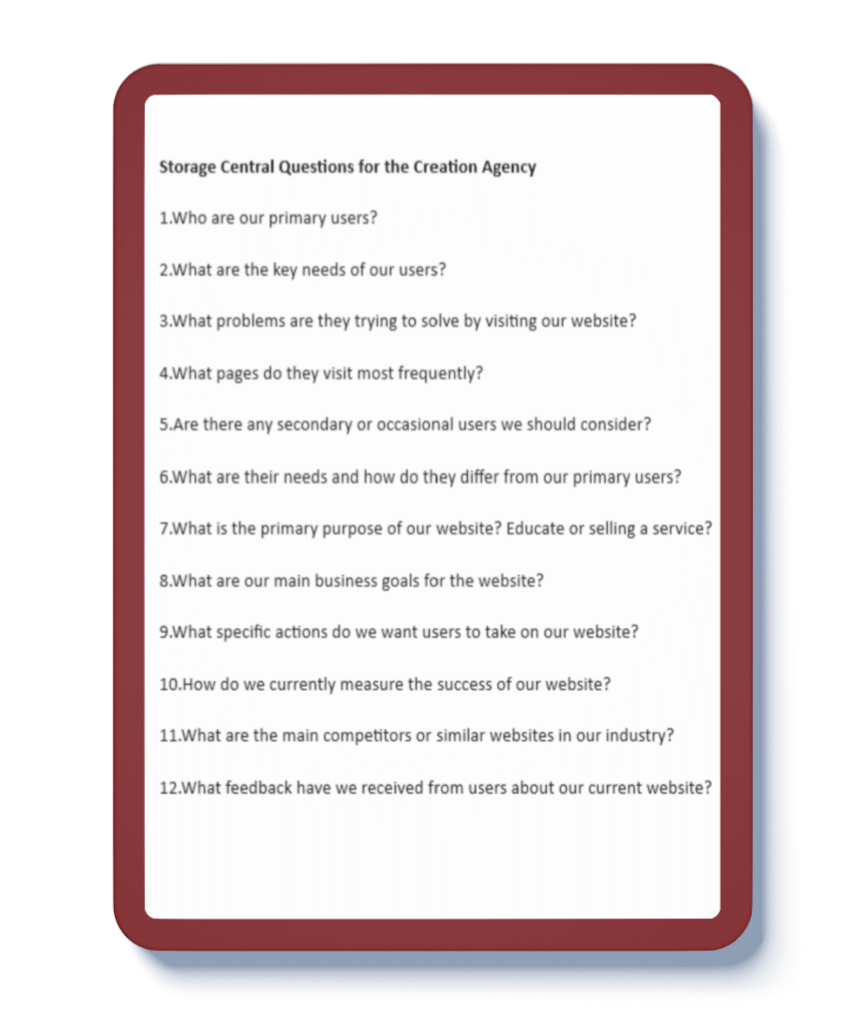 Storage Central Questions for the Creation Agency
1.Who are our primary users?
2.What are the key needs of our users?
3.What problems are they trying to solve by visiting our website?
4.What pages do they visit most frequently?
5.Are there any secondary or occasional users we should consider?
6.What are their needs and how do they differ from our primary users?
7.What is the primary purpose of our website? Educate or selling a service?
8.What are our main business goals for the website?
9.What specific actions do we want users to take on our website?
10.How do we currently measure the success of our website?
11.What are the main competitors or similar websites in our industry?
12.What feedback have we received from users about our current website?